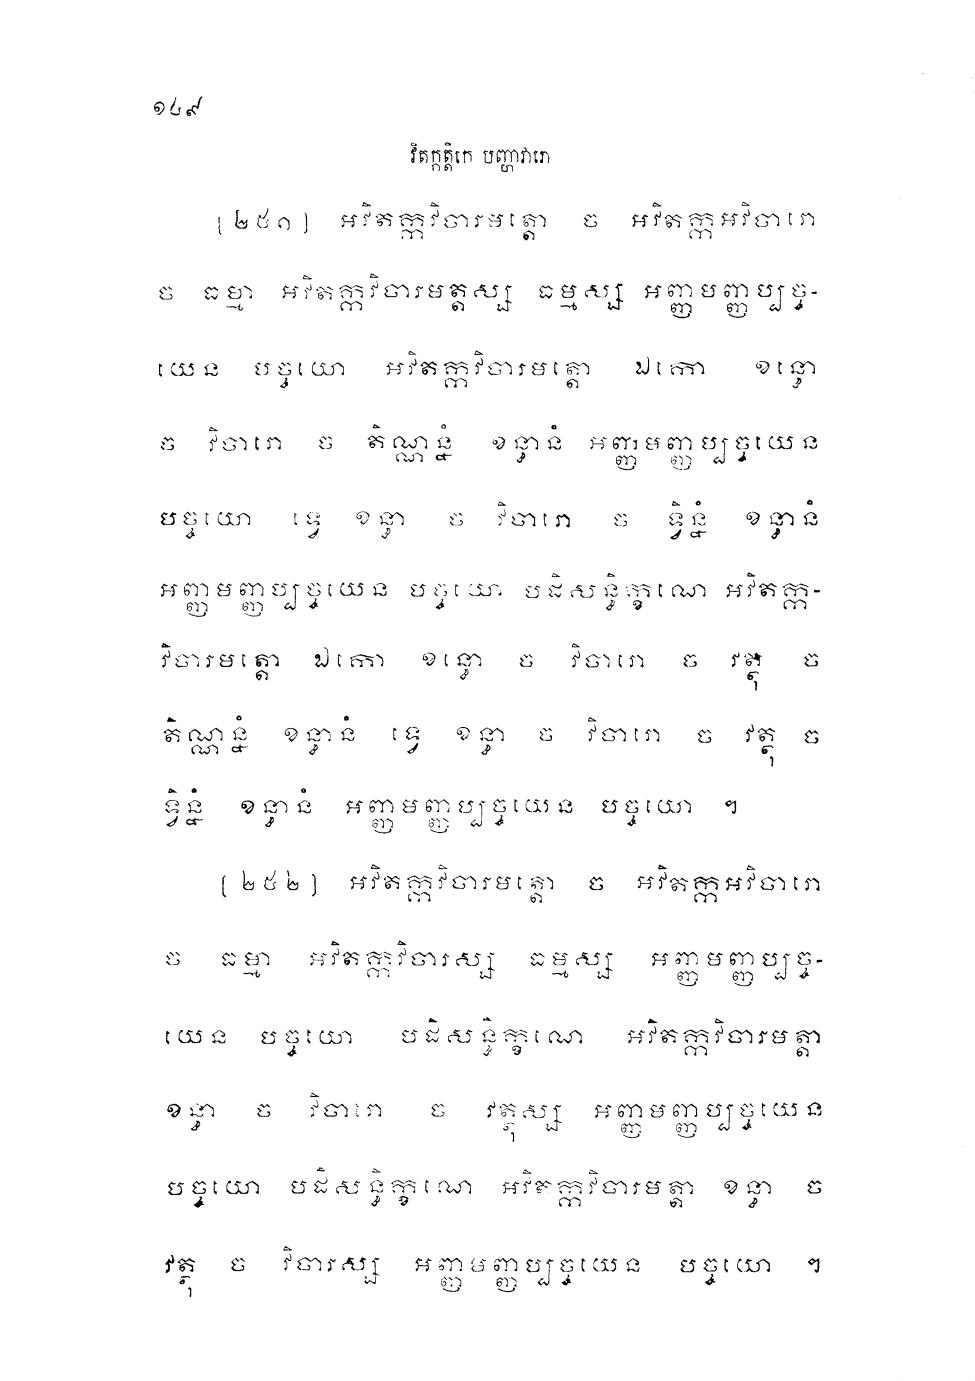 ១៤៩
វិតក្កត្តិកេ បញ្ហាវារោ
[២៥១] អវិតក្កវិចារមត្តោ ច អវិតក្កអវិចារោ
ច ធម្មា អវិតក្កវិចារមត្តស្ស ធម្មស្ស អញ្ញមញ្ញប្បច្ច-
យេន បច្ចយោ អវិតក្កវិចារមត្តោ ឯកោ ខន្ធោ
ច វិចារោ ច តិណ្ណន្នំ ខន្ធានំ អញ្ញមញ្ញប្បច្ចយេន
បច្ចយោ ទ្វេ ខន្ធា ច វិចារោ ច ទ្វិន្នំ ខន្ធានំ
អញ្ញមញ្ញប្បច្ចយេន បច្ចយោ បដិសន្ធិក្ខណេ អវិតក្ក-
វិចារមត្តោ ឯកោ ខន្ធោ ច វិចារោ ច វត្ថុ ច
តិណ្ណន្នំ ខន្ធានំ ទ្វេ ខន្ធា ច វិចារោ ច វត្ថុ ច
ទ្វិន្នំ ខន្ធានំ អញ្ញមញ្ញប្បច្ចយេន បច្ចយោ ។
[២៥២] អវិតក្កវិចារមត្តោ ច អវិតក្កអវិចារោ
ច ធម្មា អវិតក្កវិចារស្ស ធម្មស្ស អញ្ញមញ្ញប្បច្ច-
យេន បច្ចយោ បដិសន្ធិក្ខណេ អវិតក្កវិចារមត្តា
ខន្ធា ច វិចារោ ច វត្ថុស្ស អញ្ញមញ្ញប្បច្ចយេន
បច្ចយោ បដិសន្ធិក្ខណេ អវិតក្កវិចារមត្តា ខន្ធា ច
វត្ថុ ច វិចារស្ស អញ្ញមញ្ញប្បច្ចយេន បច្ចយោ ។